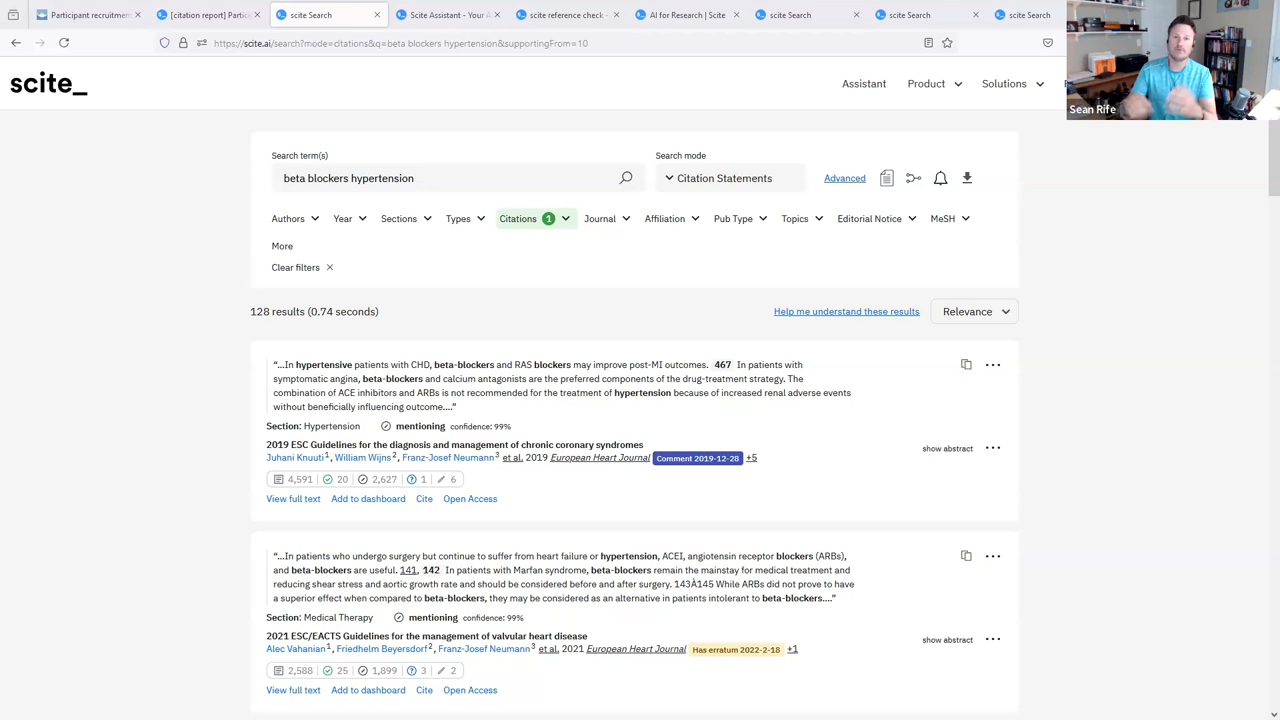 Participant recruitmen
[citation report] Partici
scite Search
Scite Assistant - Your A
scite reference check -
AI for Research | Scite
scite Search
scite Search
scite Search
https://scite.ai/search?mode=citations&q=beta blockers hypertension&supportingFrom=10
scite_
Assistant
Product
Solutions
Sean Rife
Search term(s)
Search mode
beta blockers hypertension
Citation Statements
Advanced
Authors
Year
Sections
Types
Citations 1
Journal
Affiliation
Pub Type
Topics
Editorial Notice
MeSH
More
Clear filters
128 results (0.74 seconds)
Help me understand these results
Relevance
“...In hypertensive patients with CHD, beta-blockers and RAS blockers may improve post-MI outcomes. 467 In patients with
symptomatic angina, beta-blockers and calcium antagonists are the preferred components of the drug-treatment strategy. The
combination of ACE inhibitors and ARBs is not recommended for the treatment of hypertension because of increased renal adverse events
without beneficially influencing outcome....”
Section: Hypertension mentioning confidence: 99%
2019 ESC Guidelines for the diagnosis and management of chronic coronary syndromes
show abstract
Juhani Knuuti1, William Wijns2, Franz-Josef Neumann3 et al. 2019 European Heart Journal Comment 2019-12-28 +5
4,591 20 2,627 1 6
View full text Add to dashboard Cite Open Access
“...In patients who undergo surgery but continue to suffer from heart failure or hypertension, ACEI, angiotensin receptor blockers (ARBs),
and beta-blockers are useful. 141, 142 In patients with Marfan syndrome, beta-blockers remain the mainstay for medical treatment and
reducing shear stress and aortic growth rate and should be considered before and after surgery. 143Â145 While ARBs did not prove to have
a superior effect when compared to beta-blockers, they may be considered as an alternative in patients intolerant to beta-blockers....”
Section: Medical Therapy mentioning confidence: 99%
2021 ESC/EACTS Guidelines for the management of valvular heart disease
show abstract
Alec Vahanian1, Friedhelm Beyersdorf2, Franz-Josef Neumann3 et al. 2021 European Heart Journal Has erratum 2022-2-18 +1
2,588 25 1,899 3 2
View full text Add to dashboard Cite Open Access